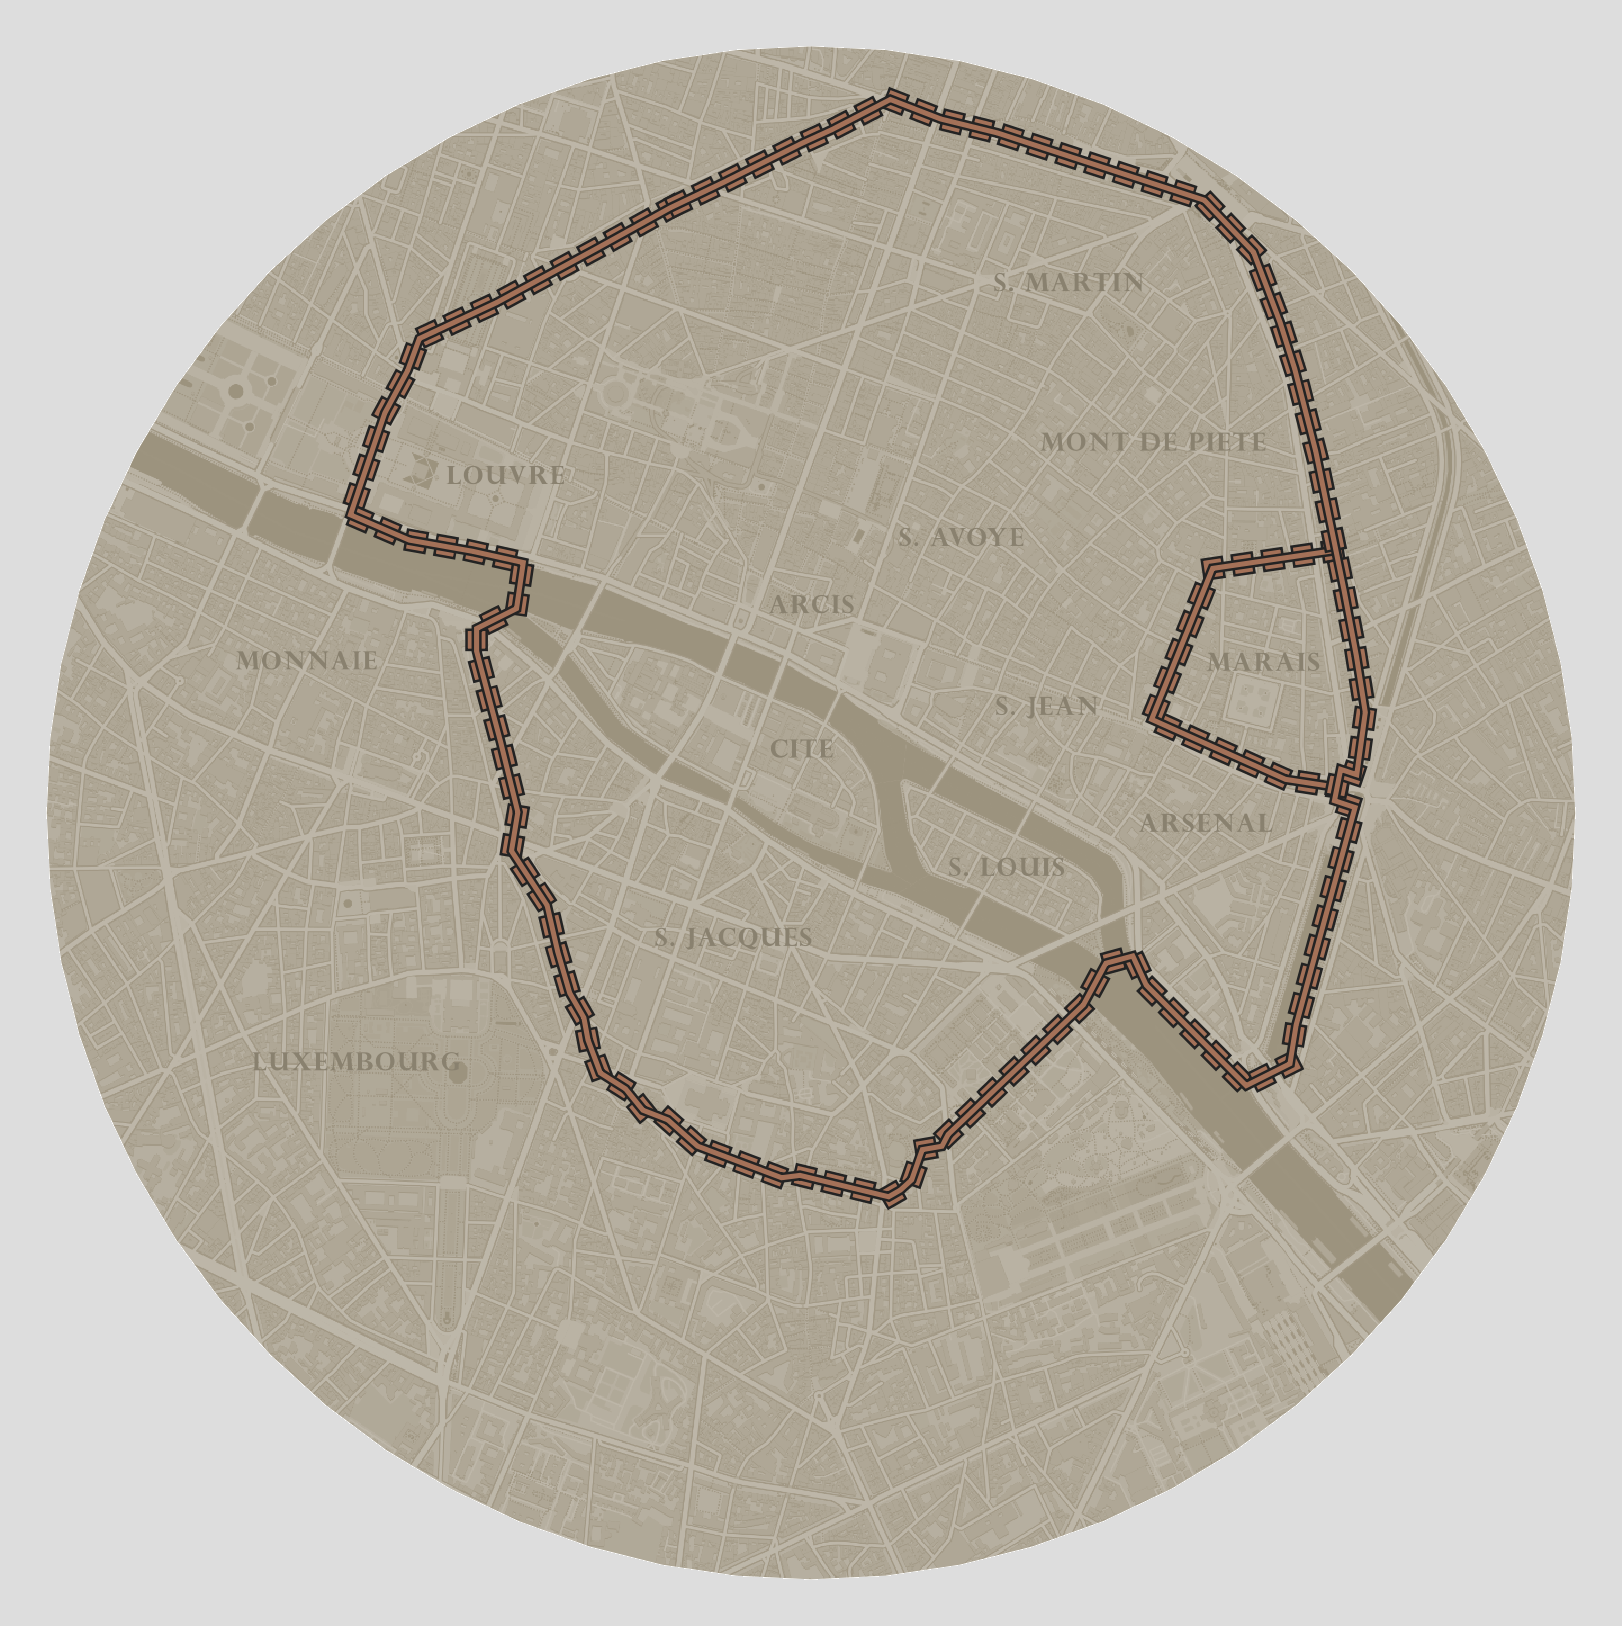 S. MARTIN
MONT DE PIETE
LOUVRE
S. AVOYE
ARCIS
MONNAIE
MARAIS
S. JEAN
CITE
ARSENAL
S. LOUIS
S. JACQUES
LUXEMBOURG